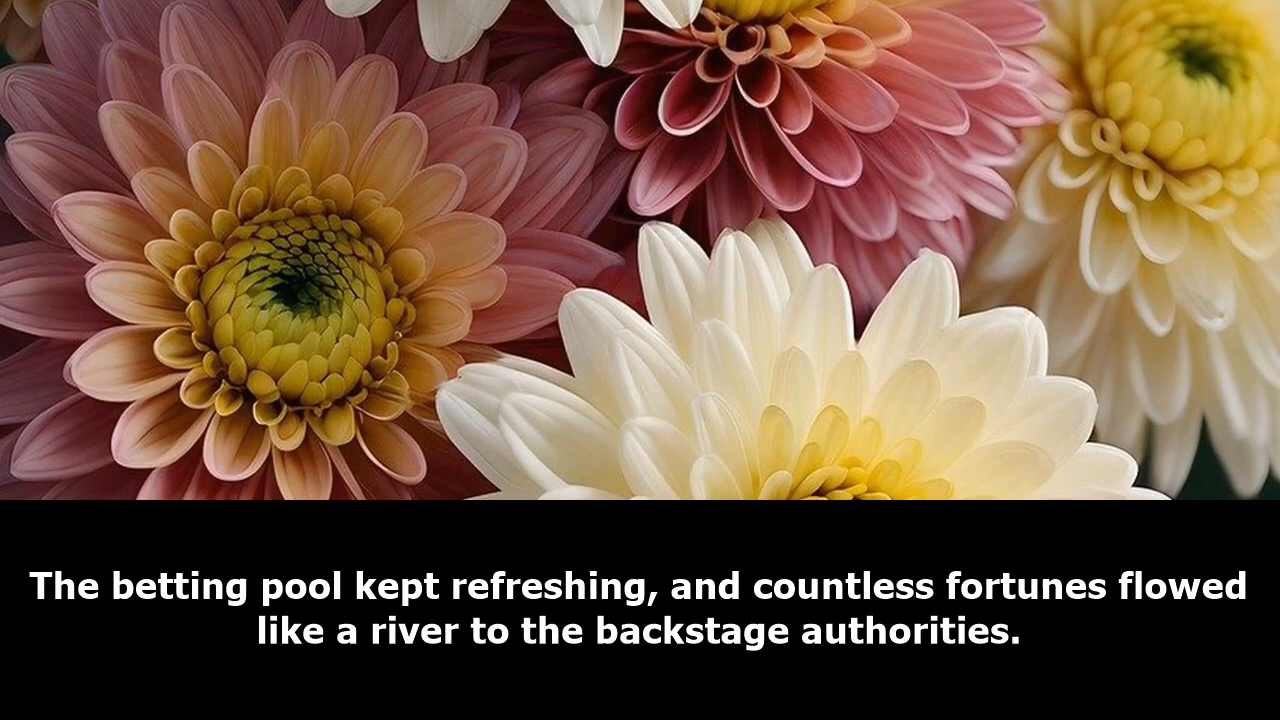 The betting pool kept refreshing, and countless fortunes flowed
like a river to the backstage authorities.